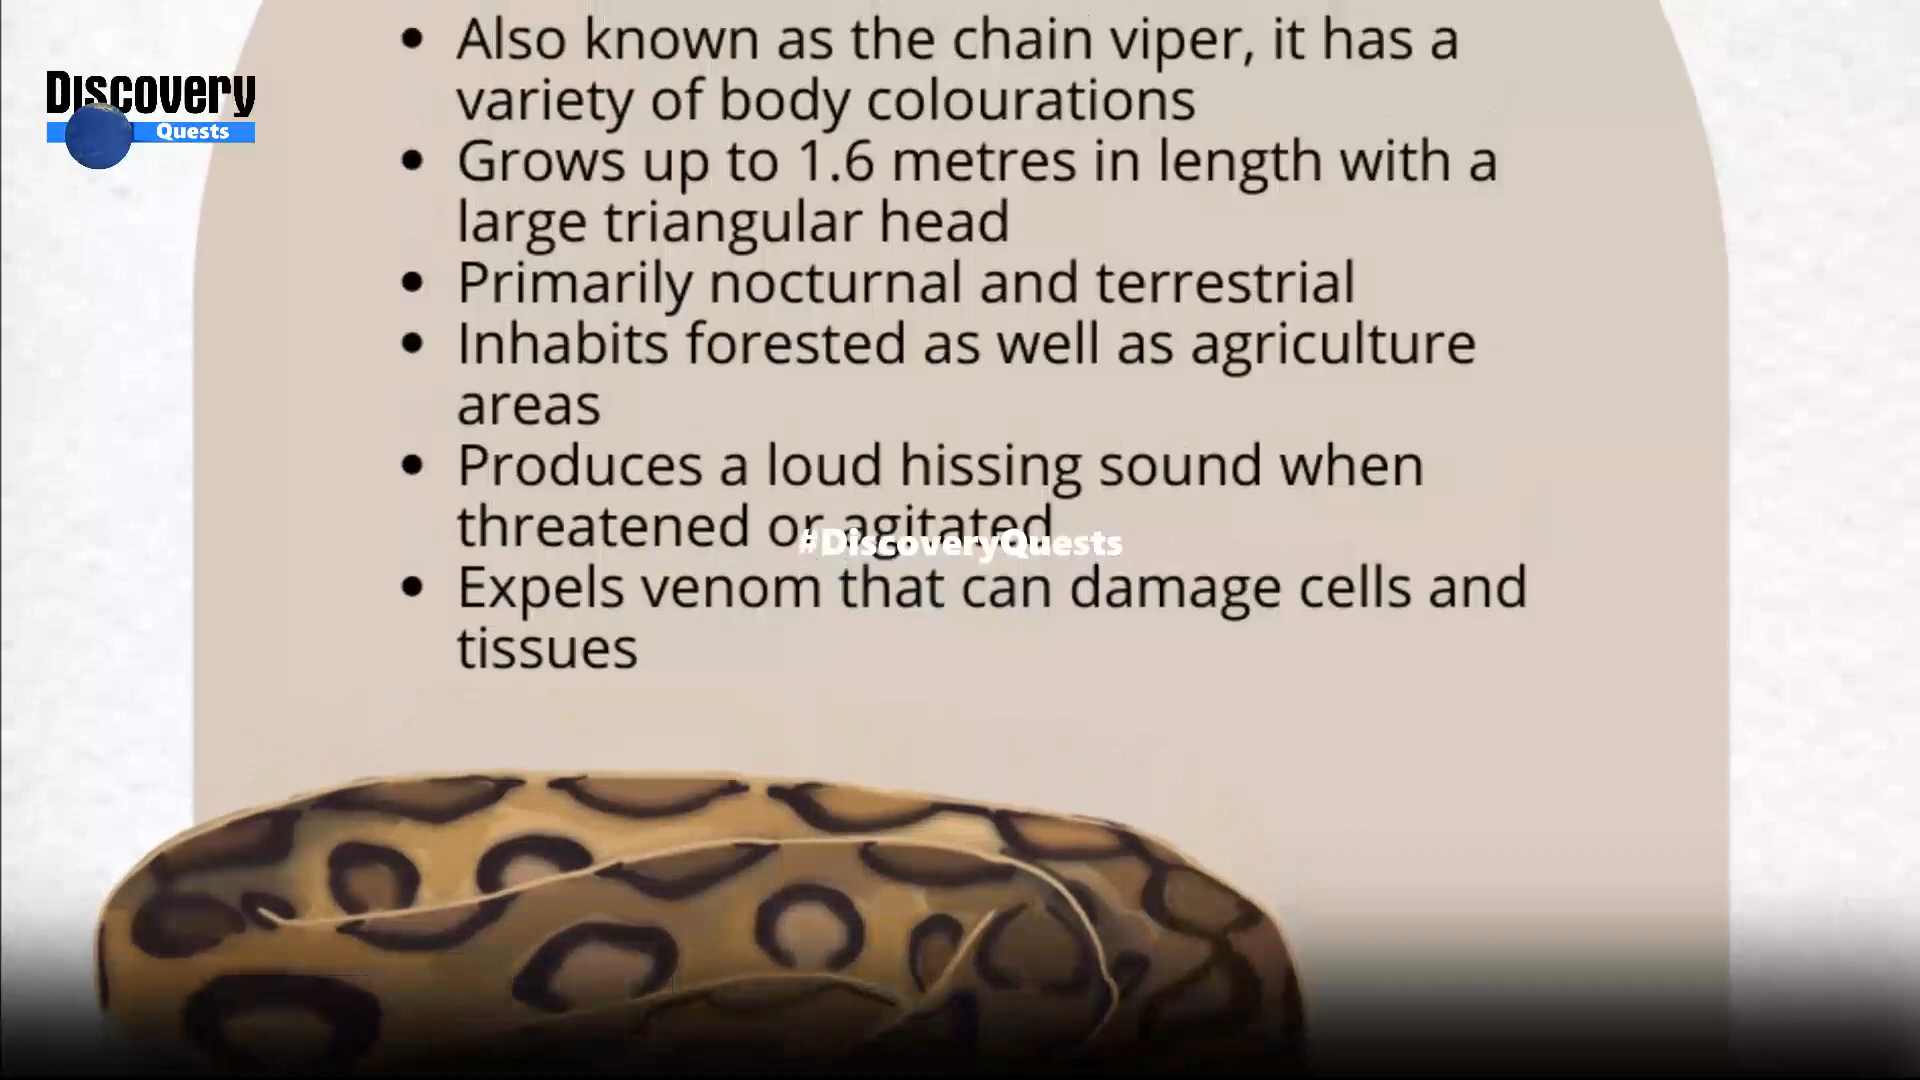 Discovery
Quests
• Also known as the chain viper, it has a
variety of body colourations
• Grows up to 1.6 metres in length with a
large triangular head
• Primarily nocturnal and terrestrial
• Inhabits forested as well as agriculture
areas
• Produces a loud hissing sound when
threatened or agitated
#DiscoveryQuests
• Expels venom that can damage cells and
tissues